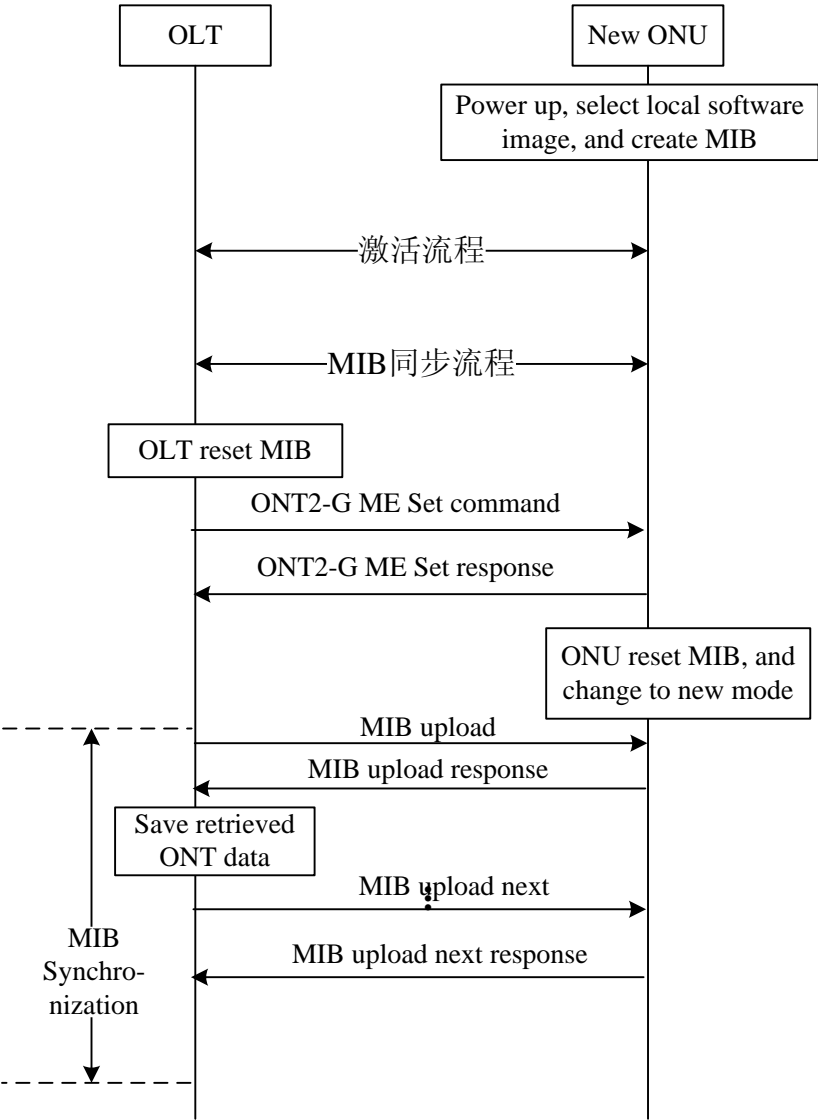 OLT
New ONU
Power up, select local software
image, and create MIB
激活流程
MIB同步流程
OLT reset MIB
ONT2-G ME Set command
ONT2-G ME Set response
ONU reset MIB, and
change to new mode
MIB upload
MIB upload response
Save retrieved
ONT data
MIB upload next
MIB upload next response
MIB
Synchro-
nization